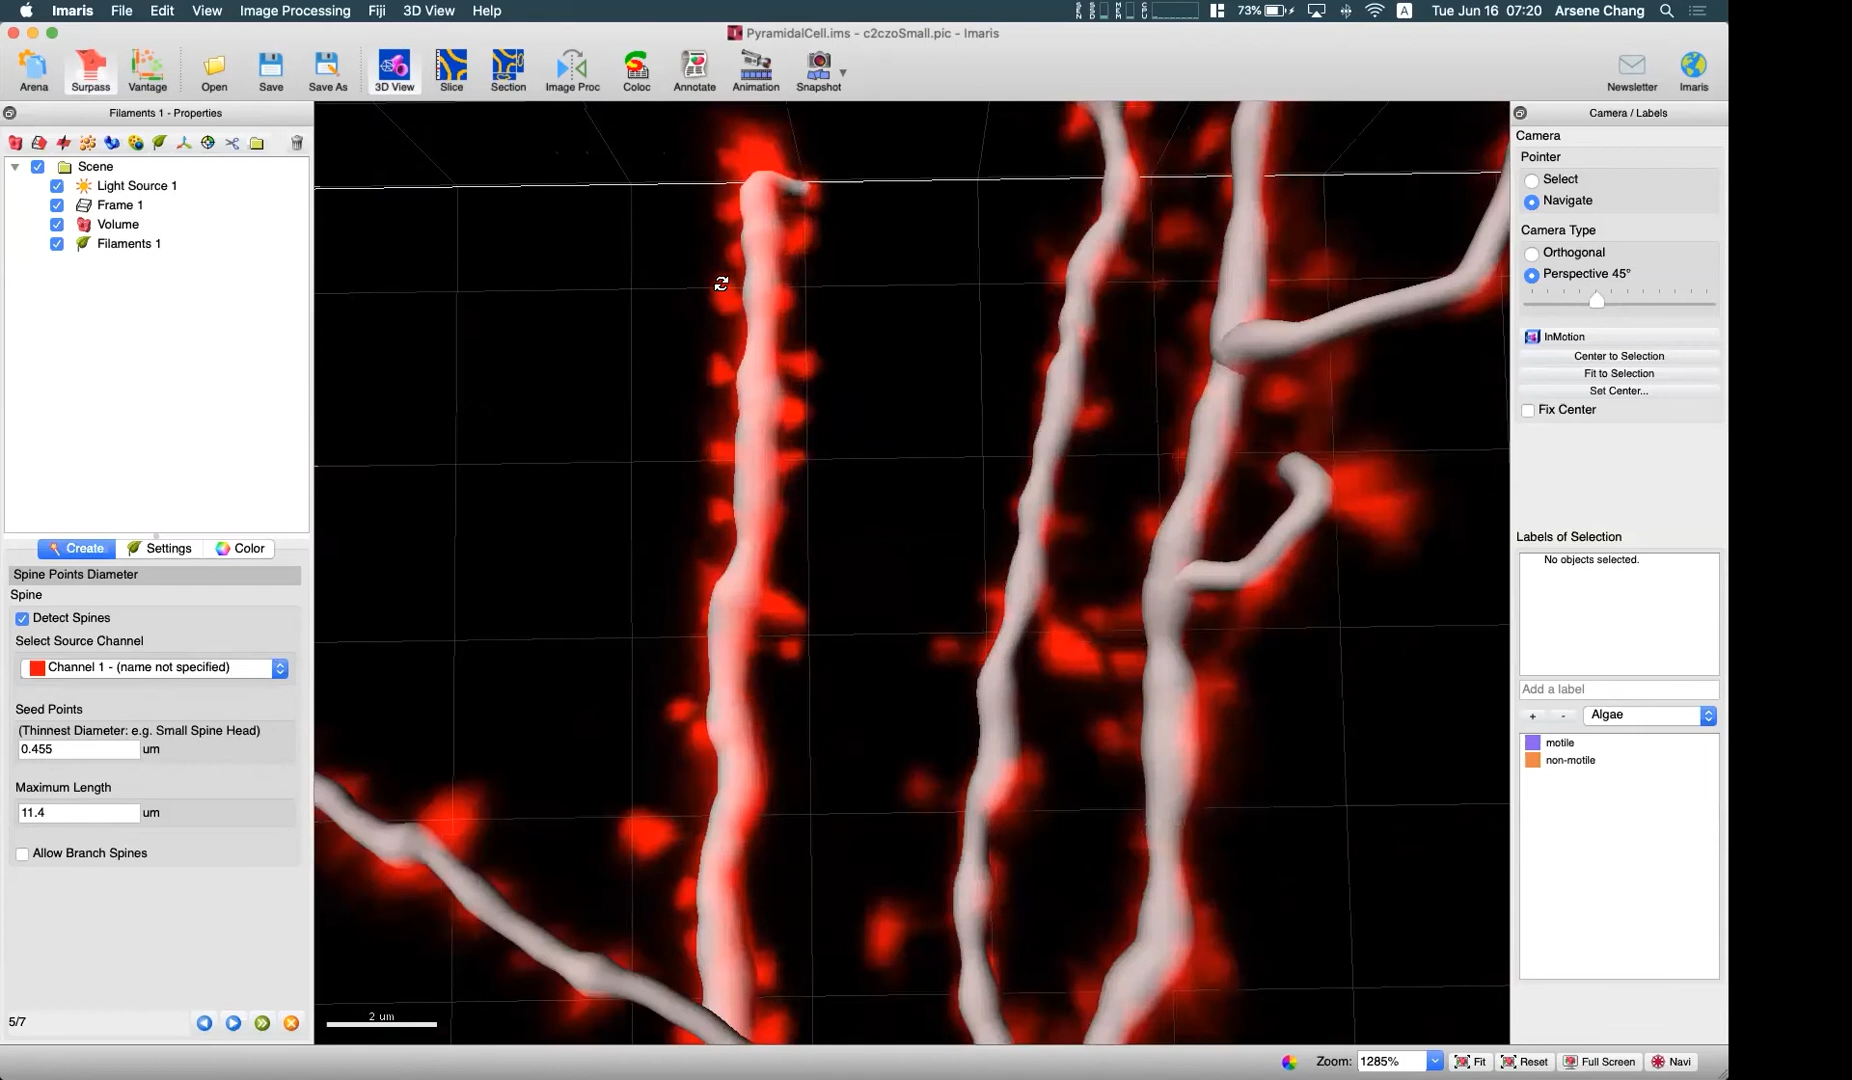 Imaris File Edit View Image Processing Fiji 3D View Help 73% A Tue Jun 16 07:20 Arsene Chang
PyramidalCell.ims - c2czoSmall.pic - Imaris
Arena Surpass Vantage Open Save Save As 3D View Slice Section Image Proc Coloc Annotate Animation Snapshot Newsletter Imaris
Filaments 1 - Properties
Scene
Light Source 1
Frame 1
Volume
Filaments 1
Create Settings Color
Spine Points Diameter
Spine
Detect Spines
Select Source Channel
Channel 1 - (name not specified)
Seed Points
(Thinnest Diameter: e.g. Small Spine Head)
0.455 um
Maximum Length
11.4 um
Allow Branch Spines
5/7
2 um
Camera / Labels
Camera
Pointer
Select
Navigate
Camera Type
Orthogonal
Perspective 45°
InMotion
Center to Selection
Fit to Selection
Set Center...
Fix Center
Labels of Selection
No objects selected.
Add a label
+ - Algae
motile
non-motile
Zoom: 1285% Fit Reset Full Screen Navi